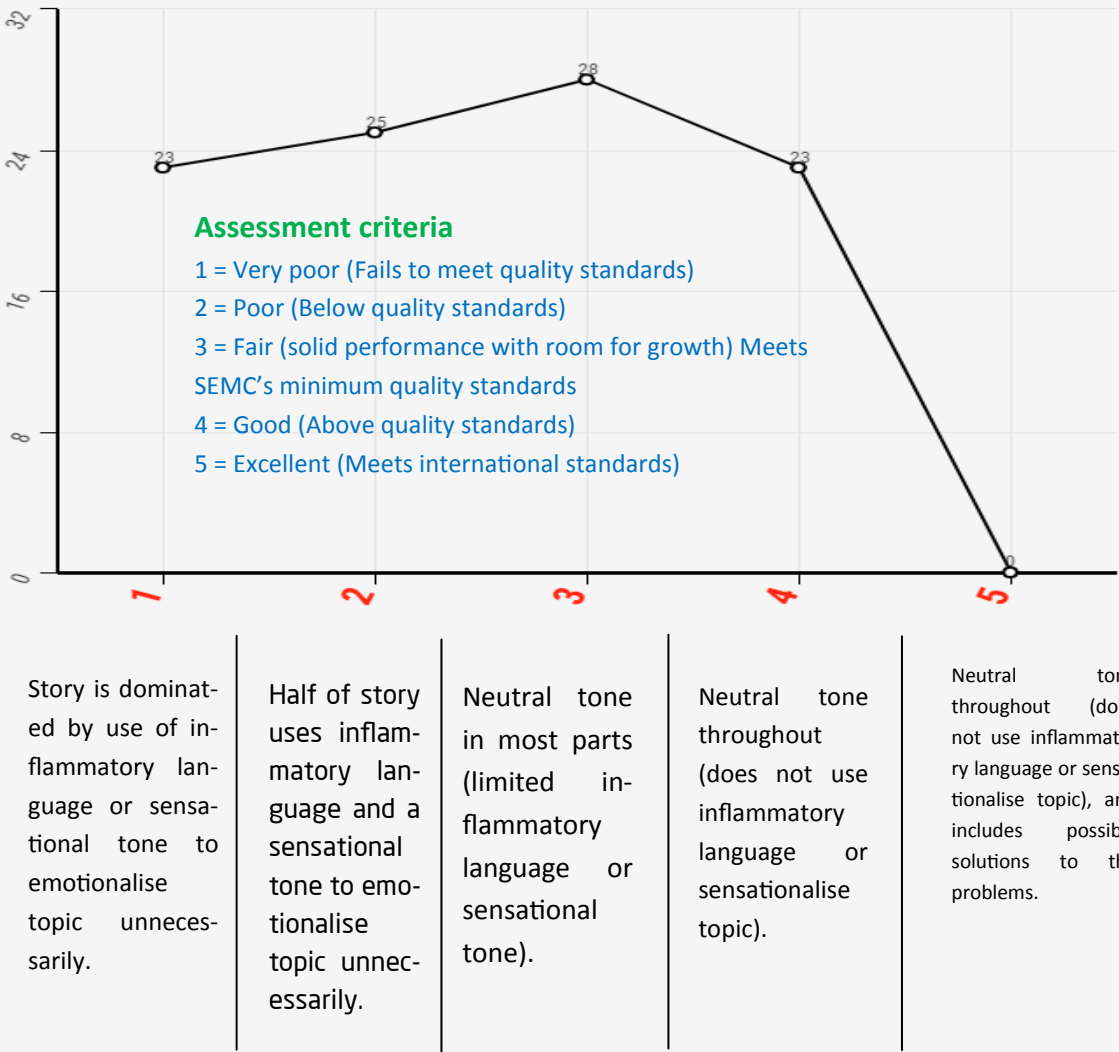 32
28
25
23
23
24
Assessment criteria
1 = Very poor (Fails to meet quality standards)
16
2 = Poor (Below quality standards)
3 = Fair (solid performance with room for growth) Meets
SEMC's minimum quality standards
4 = Good (Above quality standards)
8
5 = Excellent (Meets international standards)
0
0
1
2
3
4
5
Story is dominat-
ed by use of in-
flammatory lan-
guage or sensa-
tional tone to
emotionalise
topic unneces-
sarily.
Half of story
uses inflam-
matory lan-
guage and a
sensational
tone to emo-
tionalise
topic unnec-
essarily.
Neutral tone
in most parts
(limited in-
flammatory
language or
sensational
tone).
Neutral tone
throughout
(does not use
inflammatory
language or
sensationalise
topic).
Neutral
throughout
not use
ry language or
tionalise topic),
includes
solutions to
problems.